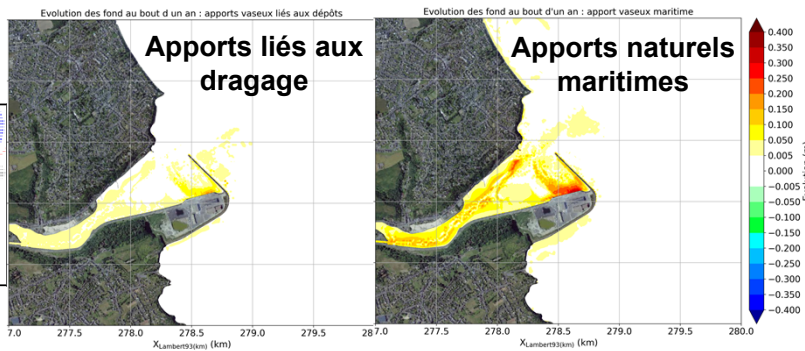 Evolution des fond au bout d un an : apports vaseux liés aux dépôts
Evolution des fond au bout d'un an : apport vaseux maritime
Apports liés aux
dragage
Apports naturels
maritimes
0.400
0.350
0.300
0.250
0.200
0.150
0.100
0.050
0.005
0.000
−0.005
−0.050
−0.100
−0.150
−0.200
−0.250
−0.300
−0.350
−0.400
7.0 277.5 278.0 278.5 279.0 279.5 28
7.0 277.5 278.0 278.5 279.0 279.5 280.0
XLambert93(km) (km)
XLambert93(km) (km)